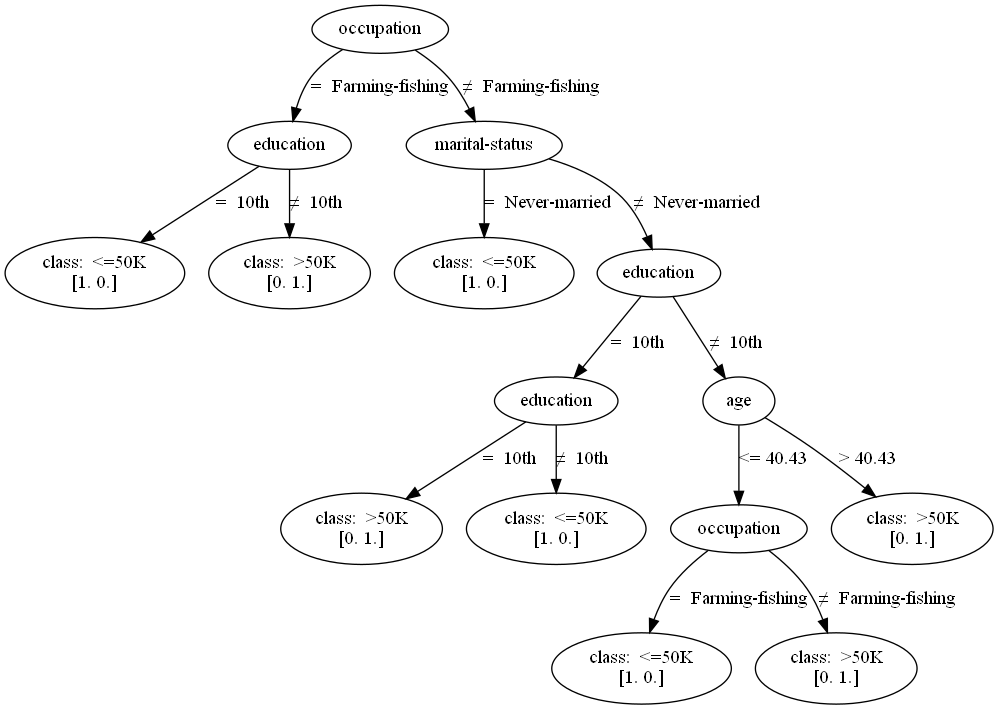 occupation
= Farming-fishing
≠ Farming-fishing
education
marital-status
= 10th
≠ 10th
= Never-married
≠ Never-married
class: <=50K
[1. 0.]
class: >50K
[0. 1.]
class: <=50K
[1. 0.]
education
= 10th
≠ 10th
education
age
= 10th
≠ 10th
<= 40.43
> 40.43
class: >50K
[0. 1.]
class: <=50K
[1. 0.]
occupation
class: >50K
[0. 1.]
= Farming-fishing
≠ Farming-fishing
class: <=50K
[1. 0.]
class: >50K
[0. 1.]